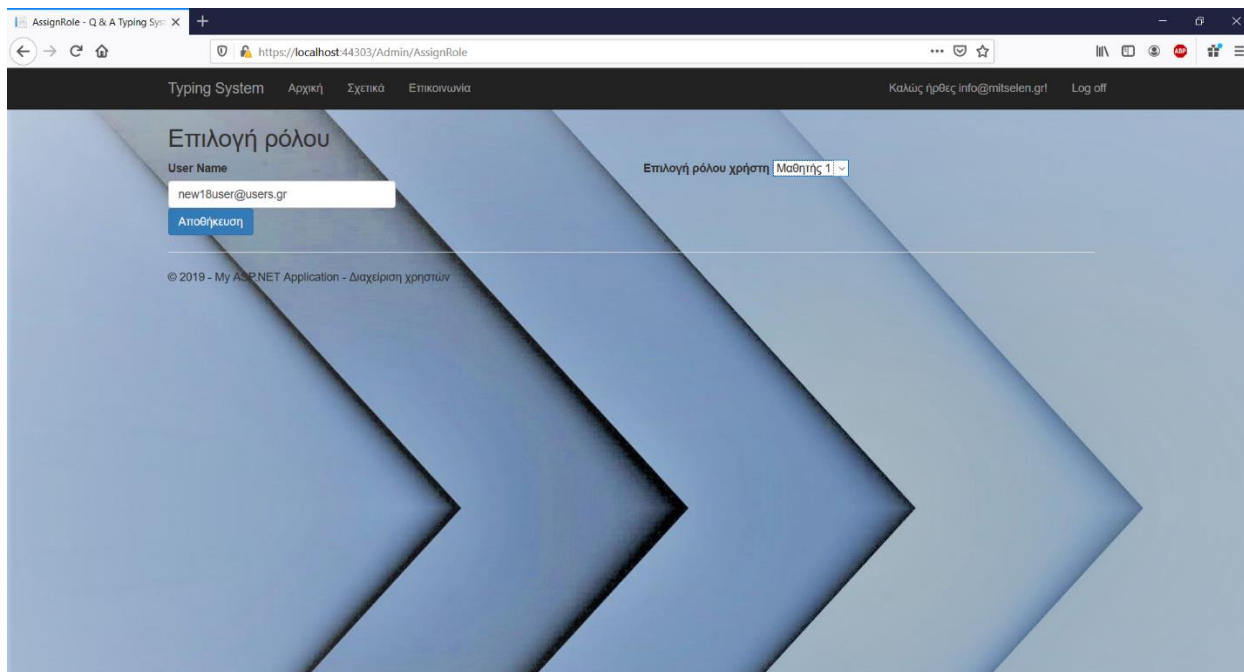 AssignRole - Q & A Typing Sys
https://localhost:44303/Admin/AssignRole
Typing System Αρχική Σχετικά Επικοινωνία Καλώς ήρθες info@mitselen.gr! Log off
Επιλογή ρόλου
User Name
Επιλογή ρόλου χρήστη Μαθητής 1
new18user@users.gr
Αποθήκευση
© 2019 - My ASP.NET Application - Διαχείριση χρηστών
ABP